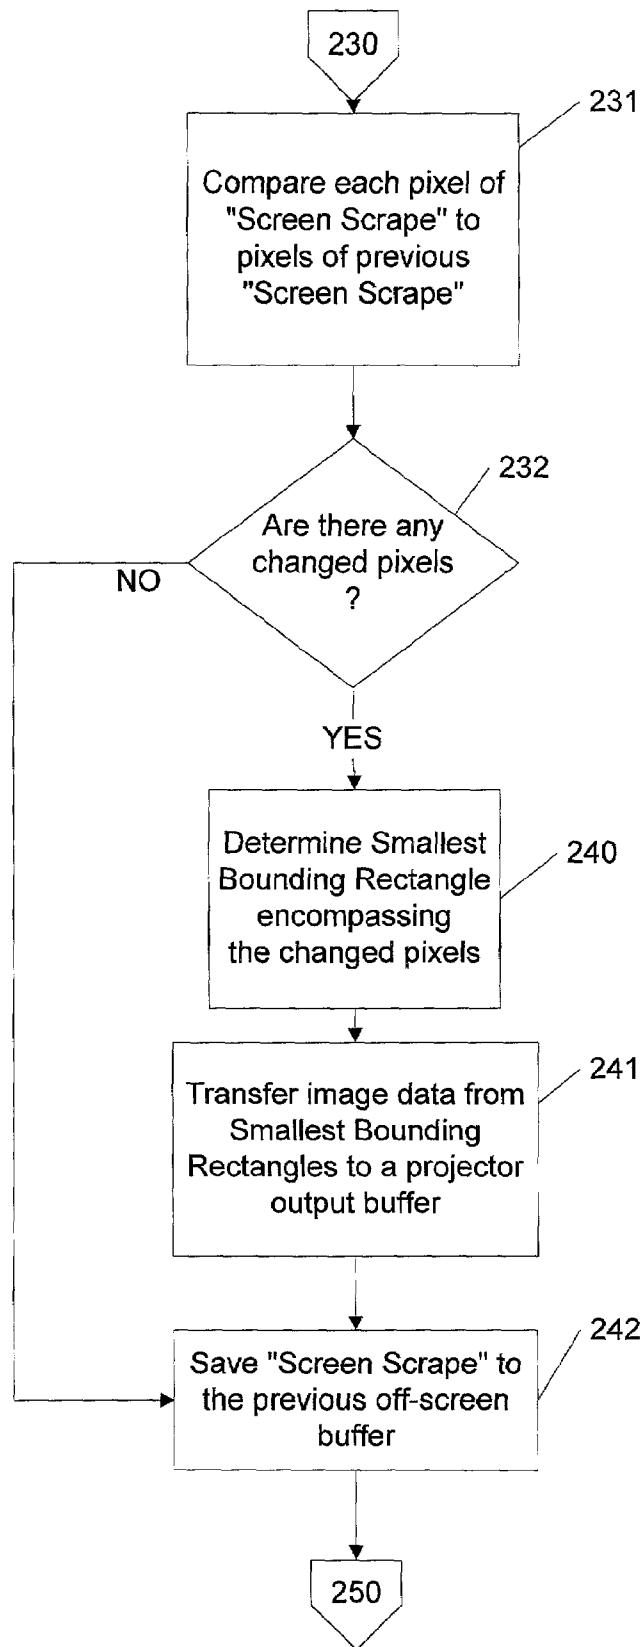 230
231
Compare each pixel of
"Screen Scrape" to
pixels of previous
"Screen Scrape"
232
Are there any
changed pixels
?
NO
YES
240
Determine Smallest
Bounding Rectangle
encompassing
the changed pixels
241
Transfer image data from
Smallest Bounding
Rectangles to a projector
output buffer
242
Save "Screen Scrape" to
the previous off-screen
buffer
250